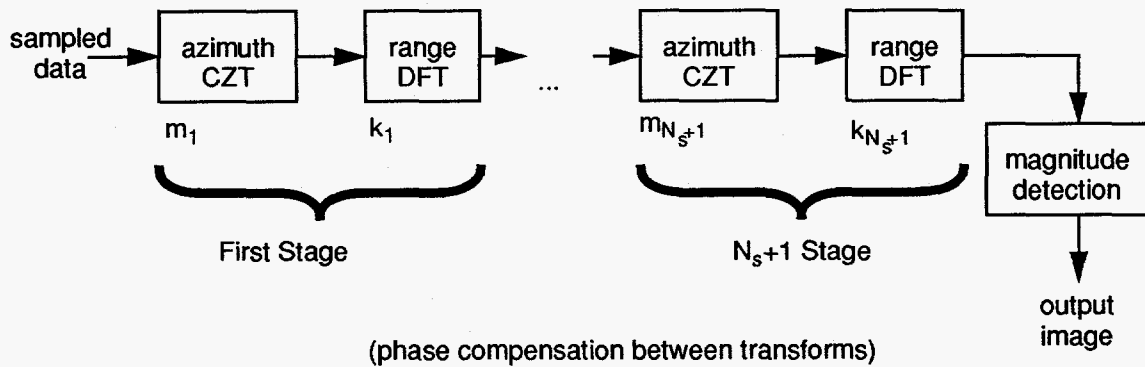 sampled
data
azimuth
CZT
range
DFT
...
azimuth
CZT
range
DFT
m1
k1
mNs+1
kNs+1
magnitude
detection
First Stage
Ns+1 Stage
output
image
(phase compensation between transforms)